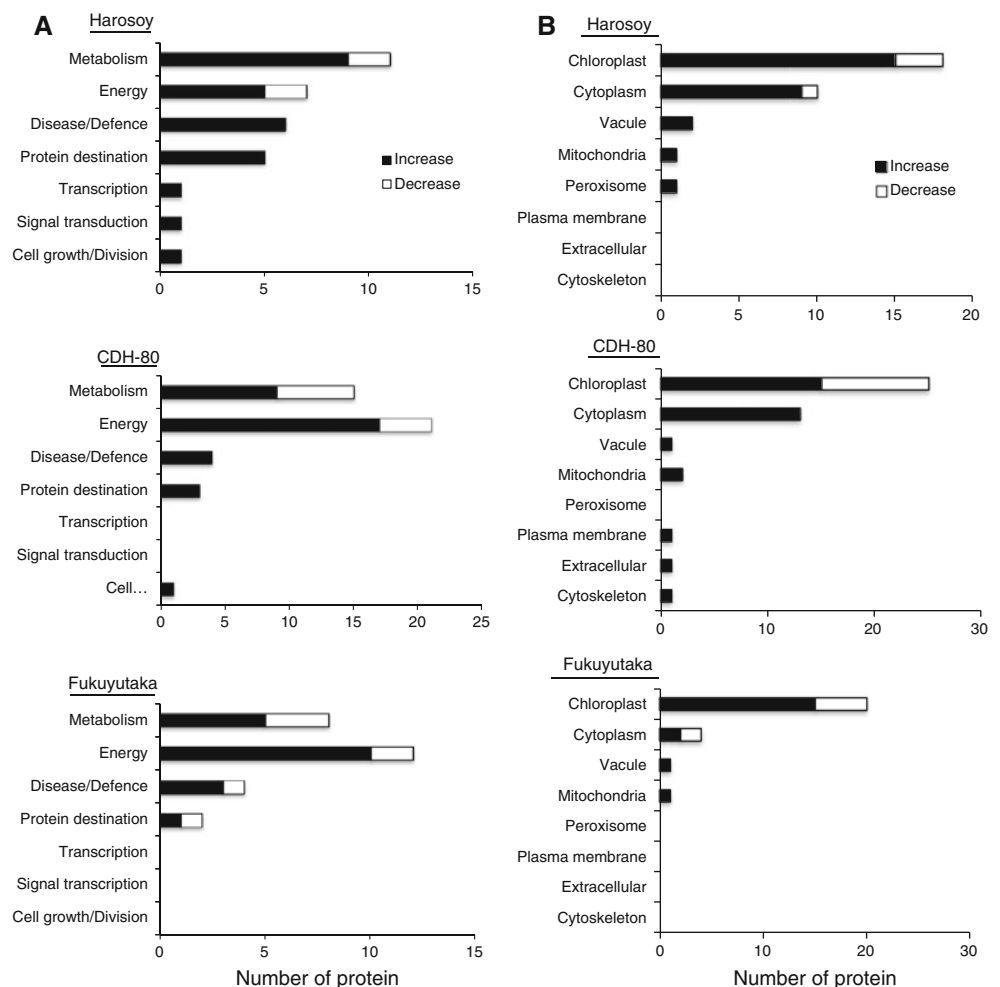 A
Harosoy
Metabolism
Energy
Disease/Defence
Protein destination
Transcription
Signal transduction
Cell growth/Division
Increase
Decrease
0 5 10 15
CDH-80
Metabolism
Energy
Disease/Defence
Protein destination
Transcription
Signal transduction
Cell...
0 5 10 15 20 25
Fukuyutaka
Metabolism
Energy
Disease/Defence
Protein destination
Transcription
Signal transcription
Cell growth/Division
0 5 10 15
Number of protein
B
Harosoy
Chloroplast
Cytoplasm
Vacule
Mitochondria
Peroxisome
Plasma membrane
Extracellular
Cytoskeleton
Increase
Decrease
0 5 10 15 20
CDH-80
Chloroplast
Cytoplasm
Vacule
Mitochondria
Peroxisome
Plasma membrane
Extracellular
Cytoskeleton
0 10 20 30
Fukuyutaka
Chloroplast
Cytoplasm
Vacule
Mitochondria
Peroxisome
Plasma membrane
Extracellular
Cytoskeleton
0 10 20 30
Number of protein